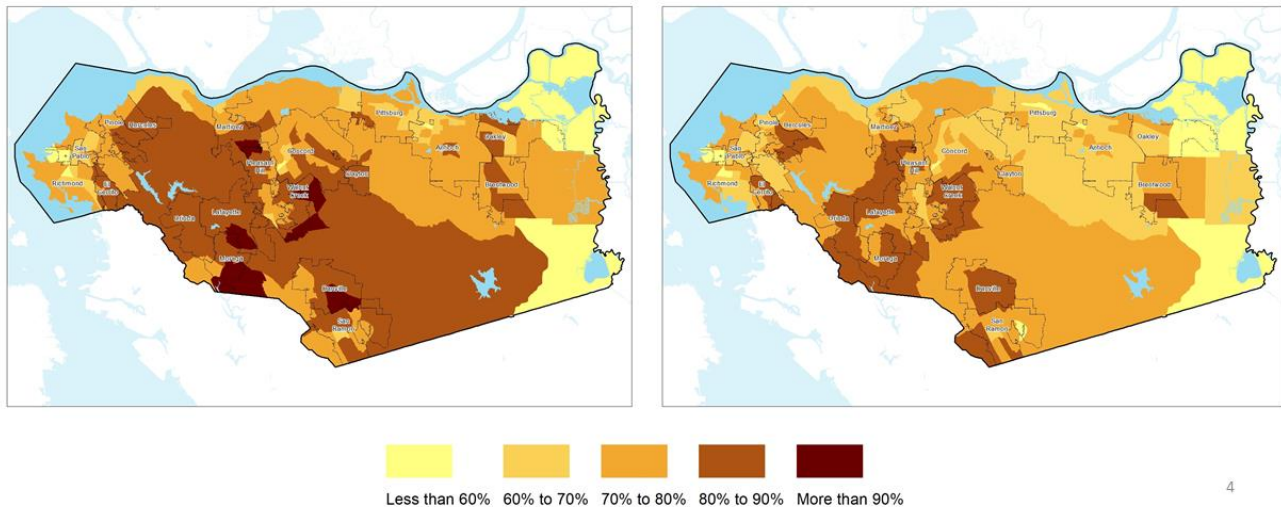 Pinole
Hercules
San
Pablo
Richmond
El
Cerrito
Martinez
Pleasant
Hill
Concord
Walnut
Creek
Clayton
Pittsburg
Antioch
Oakley
Brentwood
Orinda
Lafayette
Moraga
Danville
San
Ramon
Pinole
Hercules
San
Pablo
Richmond
El
Cerrito
Martinez
Pleasant
Hill
Concord
Walnut
Creek
Clayton
Pittsburg
Antioch
Oakley
Brentwood
Orinda
Lafayette
Moraga
Danville
San
Ramon
Less than 60% 60% to 70% 70% to 80% 80% to 90% More than 90%
4